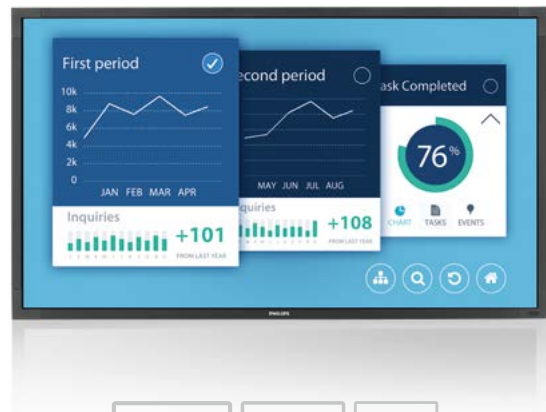 First period
10k
8k
6k
4k
2k
0
JAN FEB MAR APR
Inquiries
+101
FROM LAST YEAR
econd period
MAY JUN JUL AUG
quiries
+108
FROM LAST YEAR
ask Completed
76%
CHART TASKS EVENTS
PHILIPS